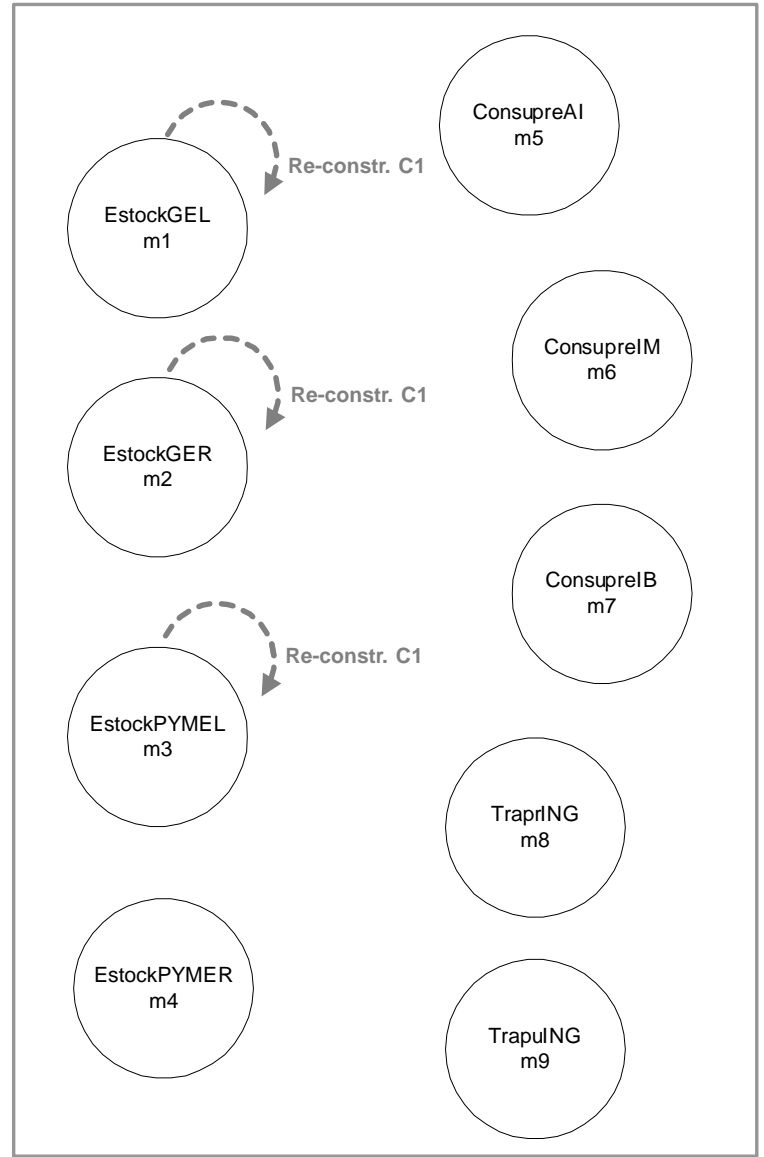 EstockGEL
m1
Re-constr. C1
EstockGER
m2
Re-constr. C1
EstockPYMEL
m3
Re-constr. C1
EstockPYMER
m4
ConsupreAI
m5
ConsupreIM
m6
ConsupreIB
m7
TraprING
m8
TrapuING
m9